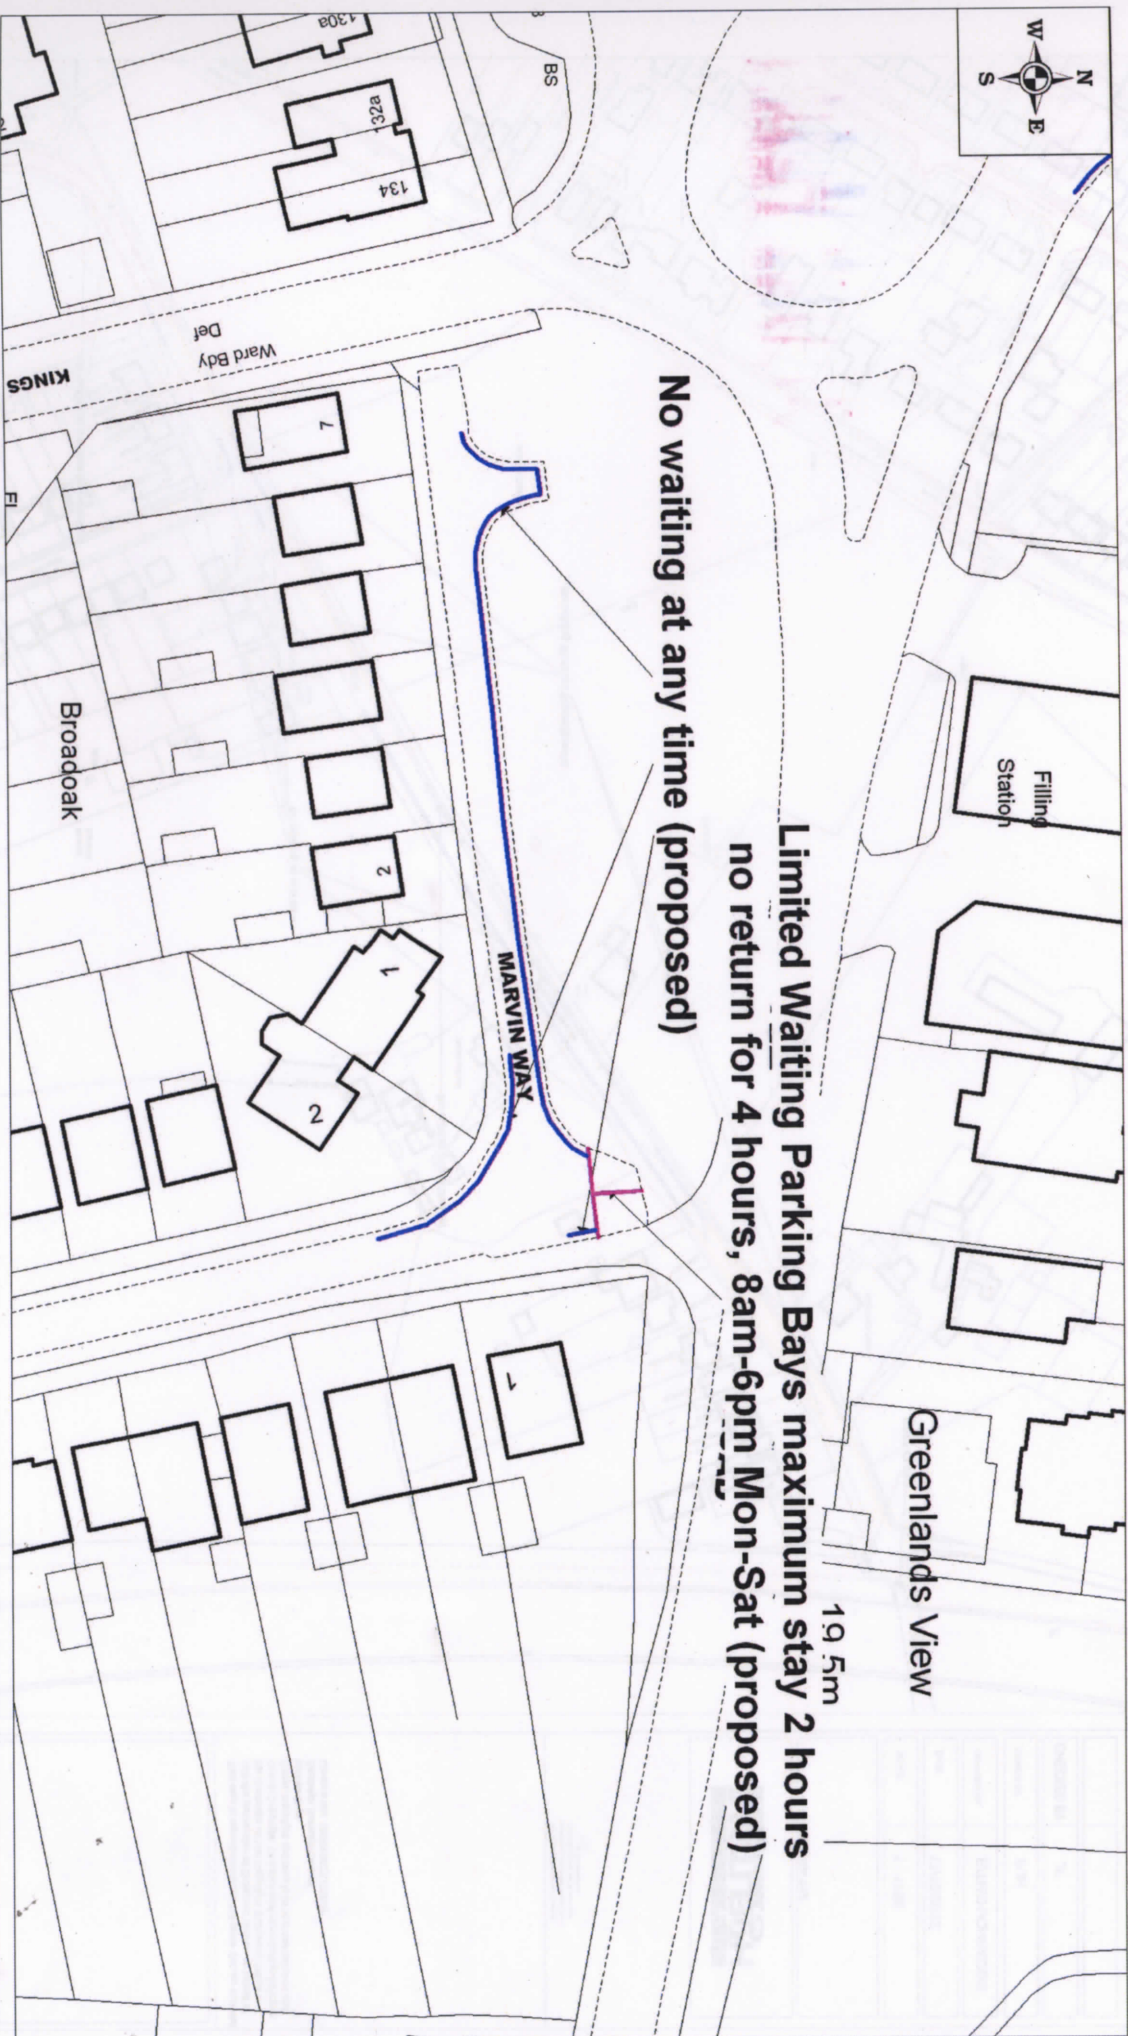 N
W
E
S
130a
132a
134
BS
Filling
Station
Greenlands View
19.5m
Limited Waiting Parking Bays maximum stay 2 hours
no return for 4 hours, 8am-6pm Mon-Sat (proposed)
No waiting at any time (proposed)
MARVIN WAY
Ward Bdy
Def
KINGS
7
2
1
2
1
Broadoak
El